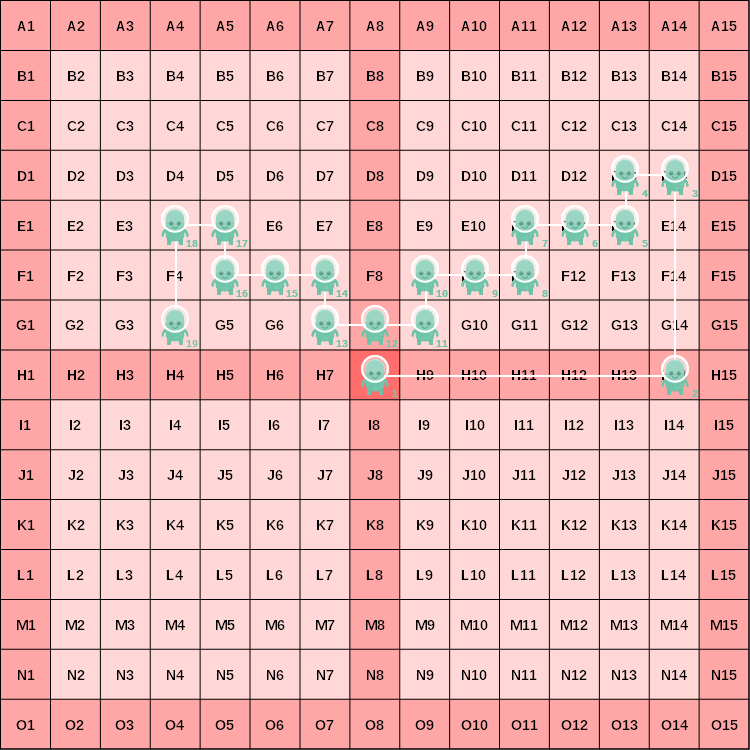 A1 A2 A3 A4 A5 A6 A7 A8 A9 A10 A11 A12 A13 A14 A15
B1 B2 B3 B4 B5 B6 B7 B8 B9 B10 B11 B12 B13 B14 B15
C1 C2 C3 C4 C5 C6 C7 C8 C9 C10 C11 C12 C13 C14 C15
D1 D2 D3 D4 D5 D6 D7 D8 D9 D10 D11 D12 4 3 D15
E1 E2 E3 18 17 E6 E7 E8 E9 E10 7 6 5 E14 E15
F1 F2 F3 F4 16 15 14 F8 10 9 8 F12 F13 F14 F15
G1 G2 G3 19 G5 G6 13 12 11 G10 G11 G12 G13 G14 G15
H1 H2 H3 H4 H5 H6 H7 1 H9 H10 H11 H12 H13 2 H15
I1 I2 I3 I4 I5 I6 I7 I8 I9 I10 I11 I12 I13 I14 I15
J1 J2 J3 J4 J5 J6 J7 J8 J9 J10 J11 J12 J13 J14 J15
K1 K2 K3 K4 K5 K6 K7 K8 K9 K10 K11 K12 K13 K14 K15
L1 L2 L3 L4 L5 L6 L7 L8 L9 L10 L11 L12 L13 L14 L15
M1 M2 M3 M4 M5 M6 M7 M8 M9 M10 M11 M12 M13 M14 M15
N1 N2 N3 N4 N5 N6 N7 N8 N9 N10 N11 N12 N13 N14 N15
O1 O2 O3 O4 O5 O6 O7 O8 O9 O10 O11 O12 O13 O14 O15